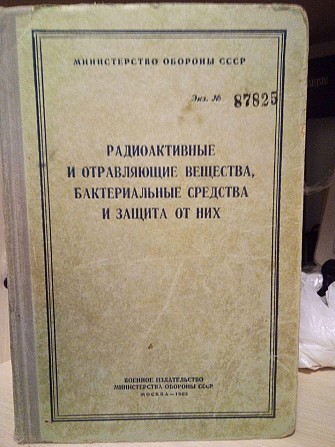 МИНИСТЕРСТВО ОБОРОНЫ СССР
Экз. № 87825
РАДИОАКТИВНЫЕ
И ОТРАВЛЯЮЩИЕ ВЕЩЕСТВА,
БАКТЕРИАЛЬНЫЕ СРЕДСТВА
И ЗАЩИТА ОТ НИХ
ВОЕННОЕ ИЗДАТЕЛЬСТВО
МИНИСТЕРСТВА ОБОРОНЫ СССР
МОСКВА —